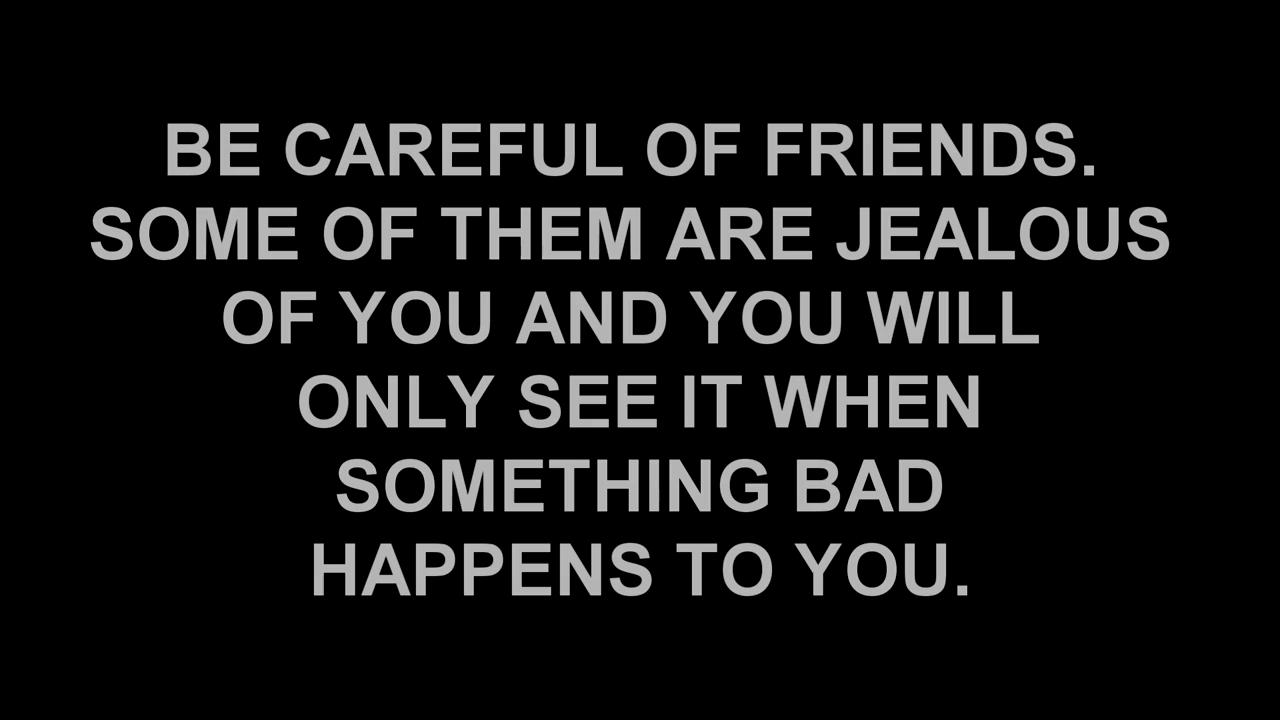 BE CAREFUL OF FRIENDS.
SOME OF THEM ARE JEALOUS
OF YOU AND YOU WILL
ONLY SEE IT WHEN
SOMETHING BAD
HAPPENS TO YOU.